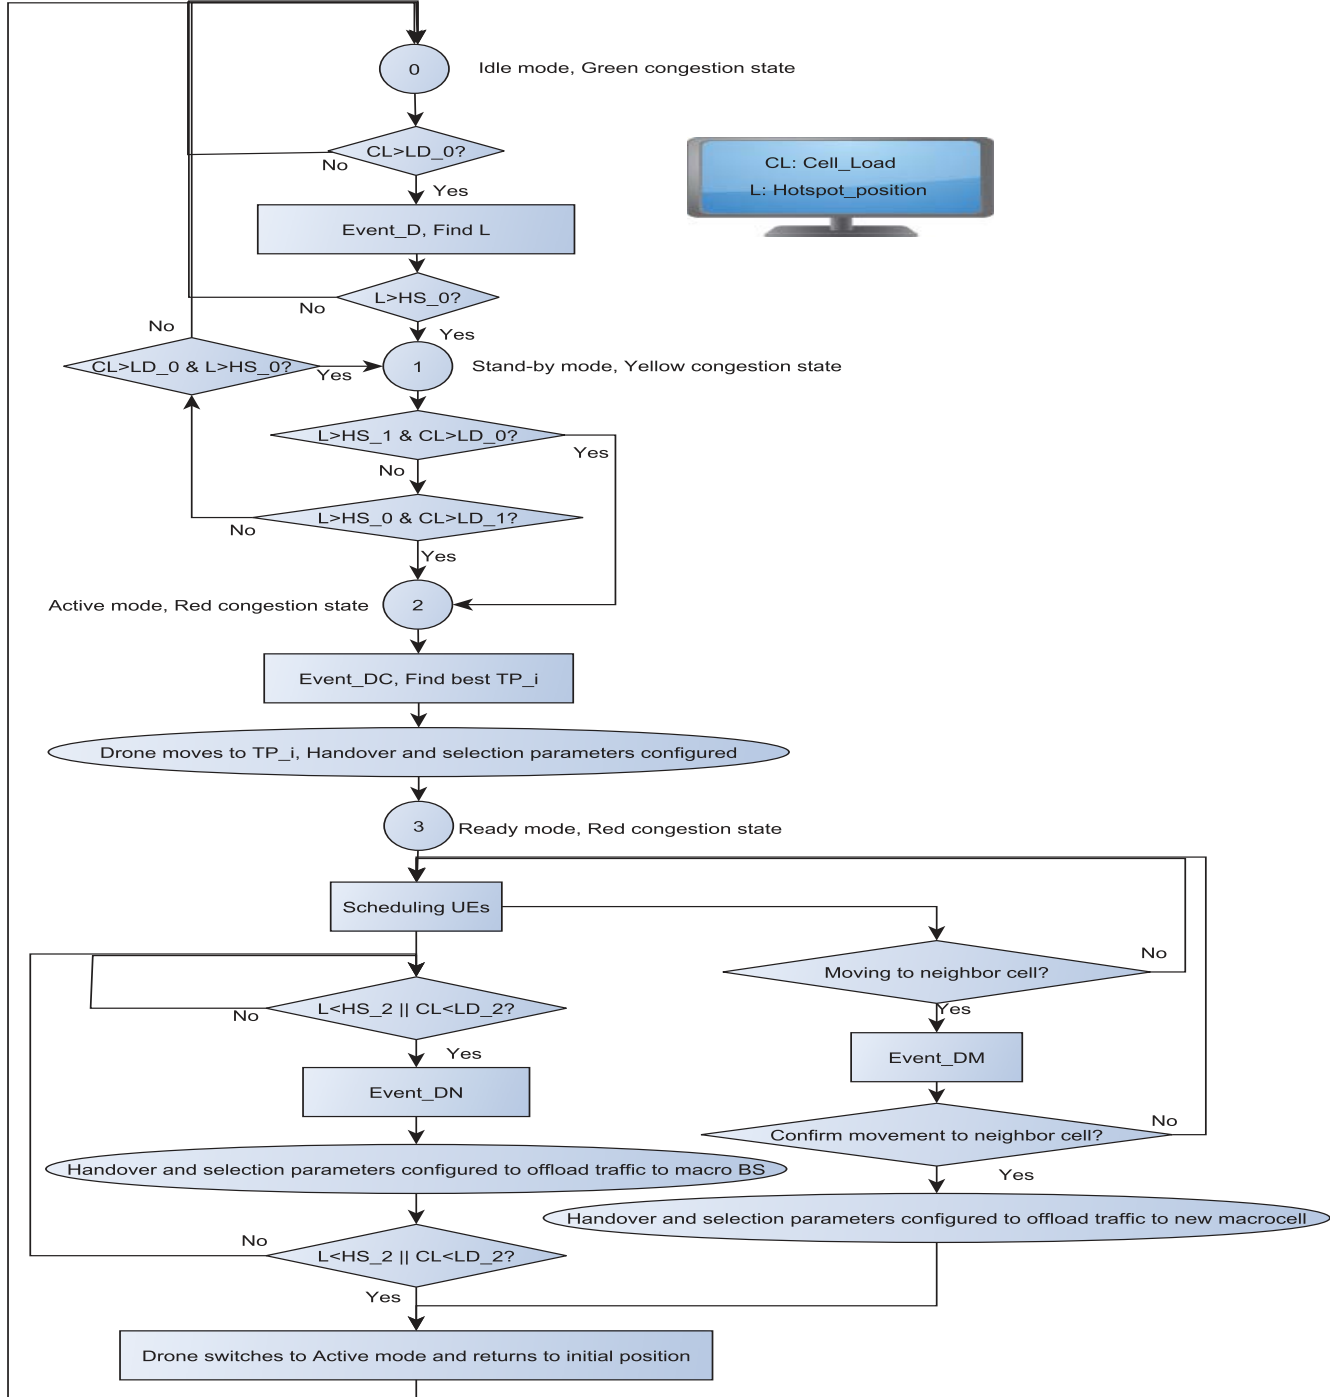 0
Idle mode, Green congestion state
CL>LD_0?
No
Yes
CL: Cell_Load
L: Hotspot_position
Event_D, Find L
L>HS_0?
No
Yes
No
CL>LD_0 & L>HS_0?
Yes
1
Stand-by mode, Yellow congestion state
L>HS_1 & CL>LD_0?
Yes
No
L>HS_0 & CL>LD_1?
No
Yes
Active mode, Red congestion state
2
Event_DC, Find best TP_i
Drone moves to TP_i, Handover and selection parameters configured
3
Ready mode, Red congestion state
Scheduling UEs
Moving to neighbor cell?
No
Yes
L<HS_2 || CL<LD_2?
No
Yes
Event_DM
Event_DN
Confirm movement to neighbor cell?
No
Yes
Handover and selection parameters configured to offload traffic to macro BS
Handover and selection parameters configured to offload traffic to new macrocell
L<HS_2 || CL<LD_2?
No
Yes
Drone switches to Active mode and returns to initial position